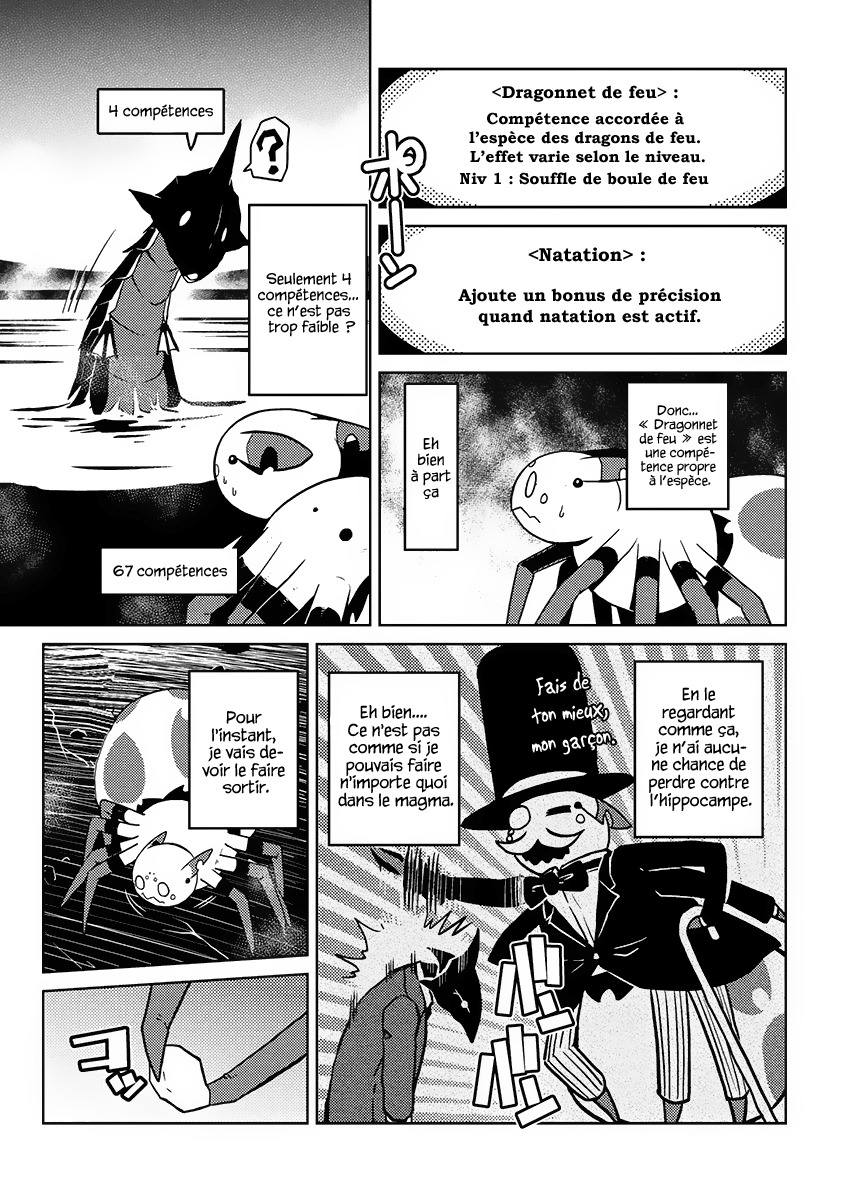 <Dragonnet de feu> :
Compétence accordée à
l'espèce des dragons de feu.
L'effet varie selon le niveau.
Niv 1 : Souffle de boule de feu
<Natation> :
Ajoute un bonus de précision
quand natation est actif.
4 compétences
?
Seulement 4
compétences...
ce n'est pas
trop faible ?
67 compétences
Donc...
« Dragonnet
de feu » est
une compé-
tence propre
à l'espèce.
Eh
bien
à part
ça
En le
regardant
comme ça,
je n'ai aucu-
ne chance de
perdre contre
l'hippocampe.
Fais de
ton mieux,
mon garçon.
Eh bien....
Ce n'est pas
comme si je
pouvais faire
n'importe quoi
dans le magma.
Pour
l'instant,
je vais de-
voir le faire
sortir.